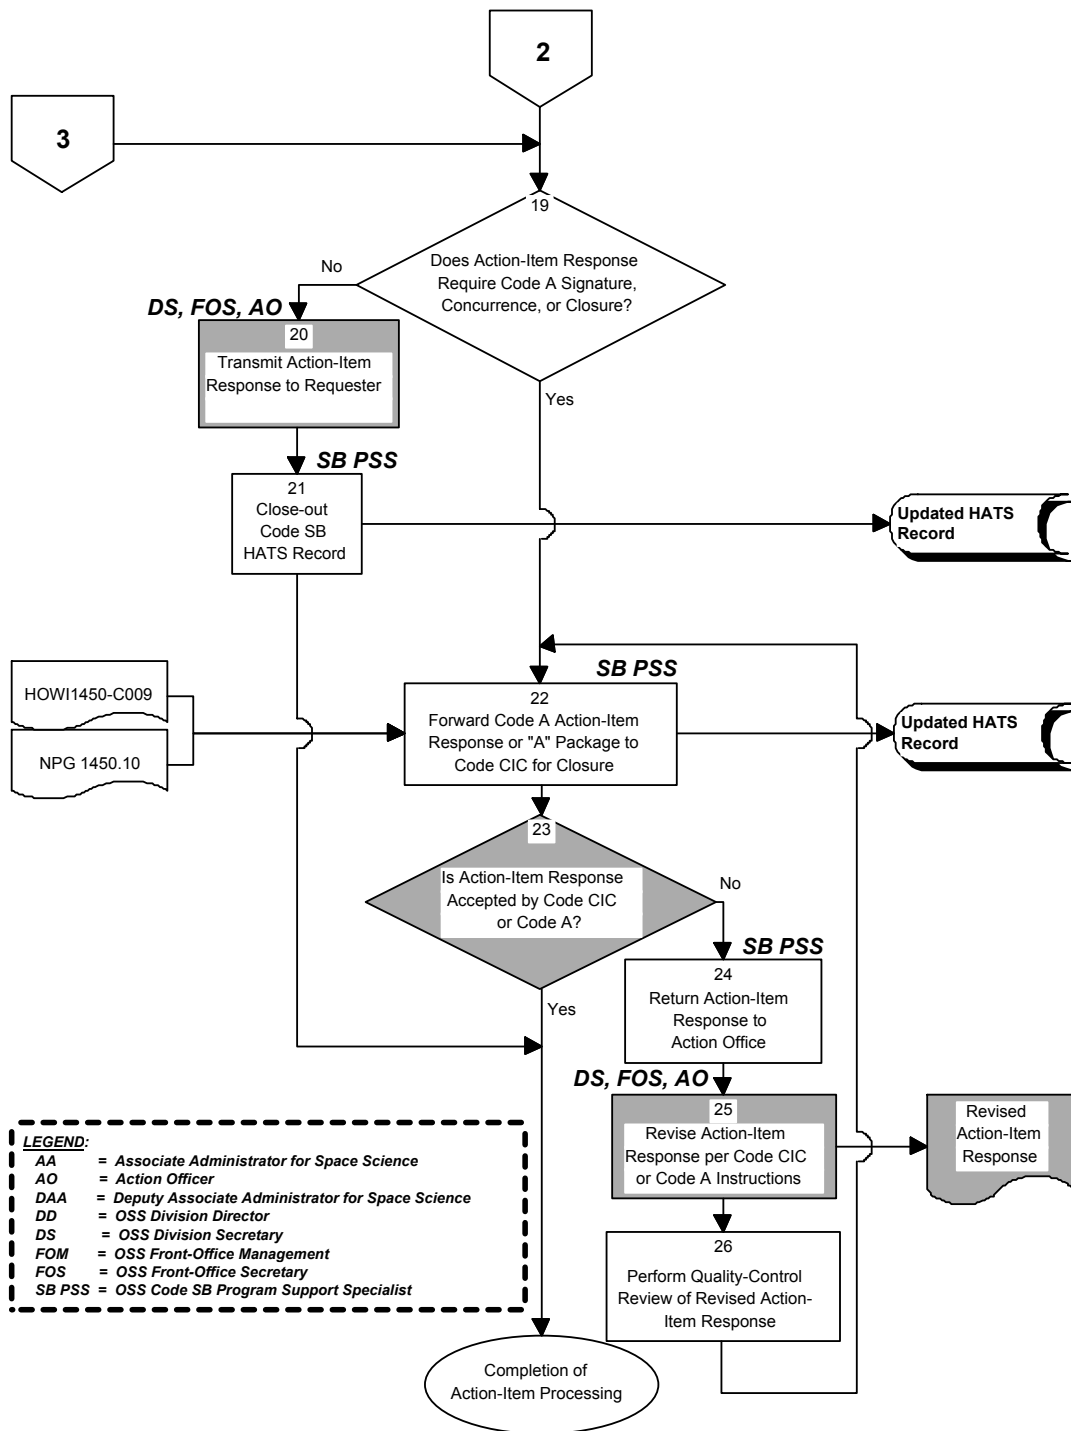 2
3
19
Does Action-Item Response
Require Code A Signature,
Concurrence, or Closure?
No
Yes
DS, FOS, AO
20
Transmit Action-Item
Response to Requester
SB PSS
21
Close-out
Code SB
HATS Record
Updated HATS
Record
HOWI1450-C009
NPG 1450.10
SB PSS
22
Forward Code A Action-Item
Response or "A" Package to
Code CIC for Closure
Updated HATS
Record
23
Is Action-Item Response
Accepted by Code CIC
or Code A?
No
Yes
SB PSS
24
Return Action-Item
Response to
Action Office
DS, FOS, AO
25
Revise Action-Item
Response per Code CIC
or Code A Instructions
Revised
Action-Item
Response
26
Perform Quality-Control
Review of Revised Action-
Item Response
LEGEND:
AA = Associate Administrator for Space Science
AO = Action Officer
DAA = Deputy Associate Administrator for Space Science
DD = OSS Division Director
DS = OSS Division Secretary
FOM = OSS Front-Office Management
FOS = OSS Front-Office Secretary
SB PSS = OSS Code SB Program Support Specialist
Completion of
Action-Item Processing